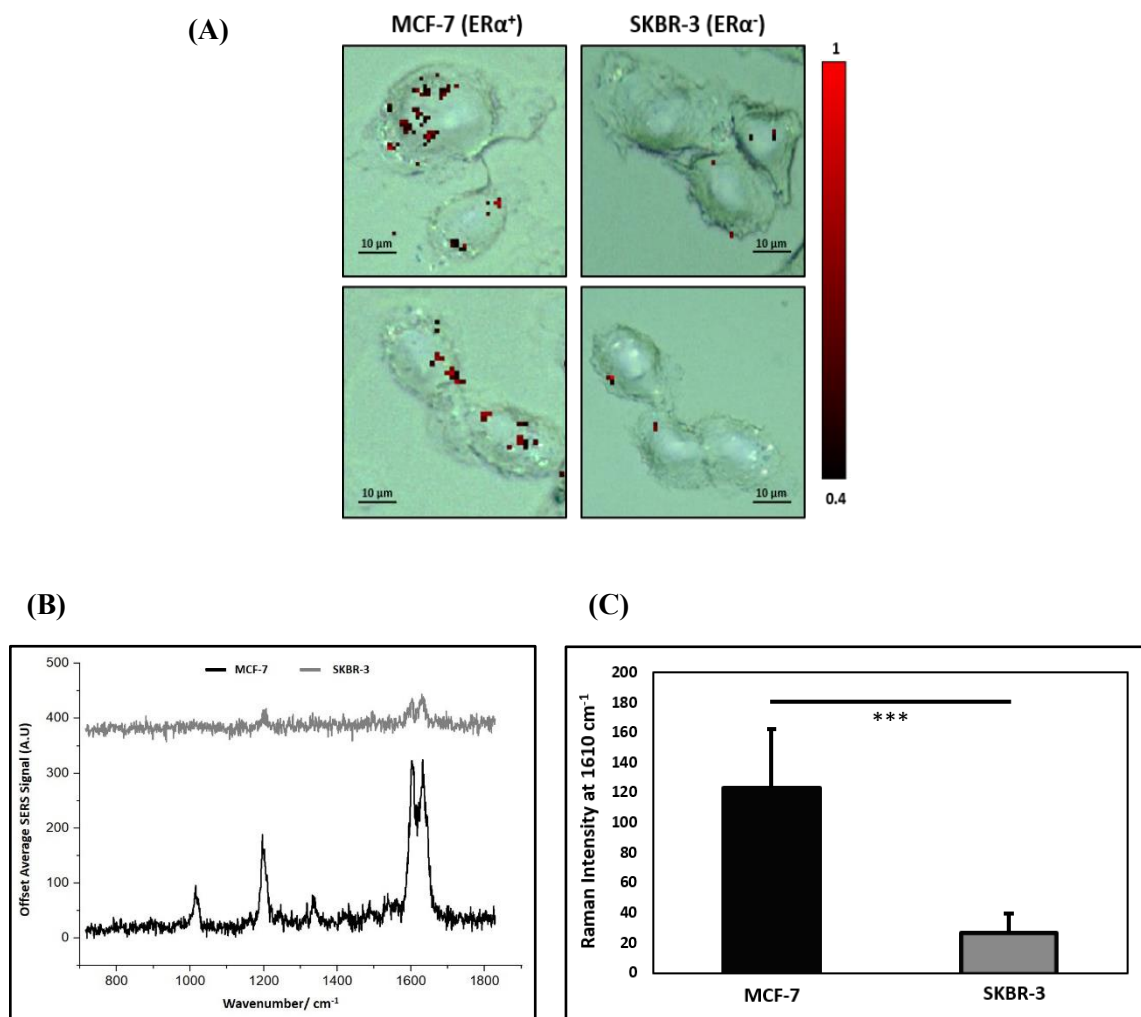 (A)
MCF-7 (ERα⁺)
SKBR-3 (ERα⁻)
1
10 µm
10 µm
10 µm
10 µm
0.4
(B)
MCF-7
SKBR-3
500
400
300
200
100
0
Offset Average SERS Signal (A.U)
800 1000 1200 1400 1600 1800
Wavenumber/ cm⁻¹
(C)
200
180
160
140
120
100
80
60
40
20
0
Raman Intensity at 1610 cm⁻¹
***
MCF-7
SKBR-3